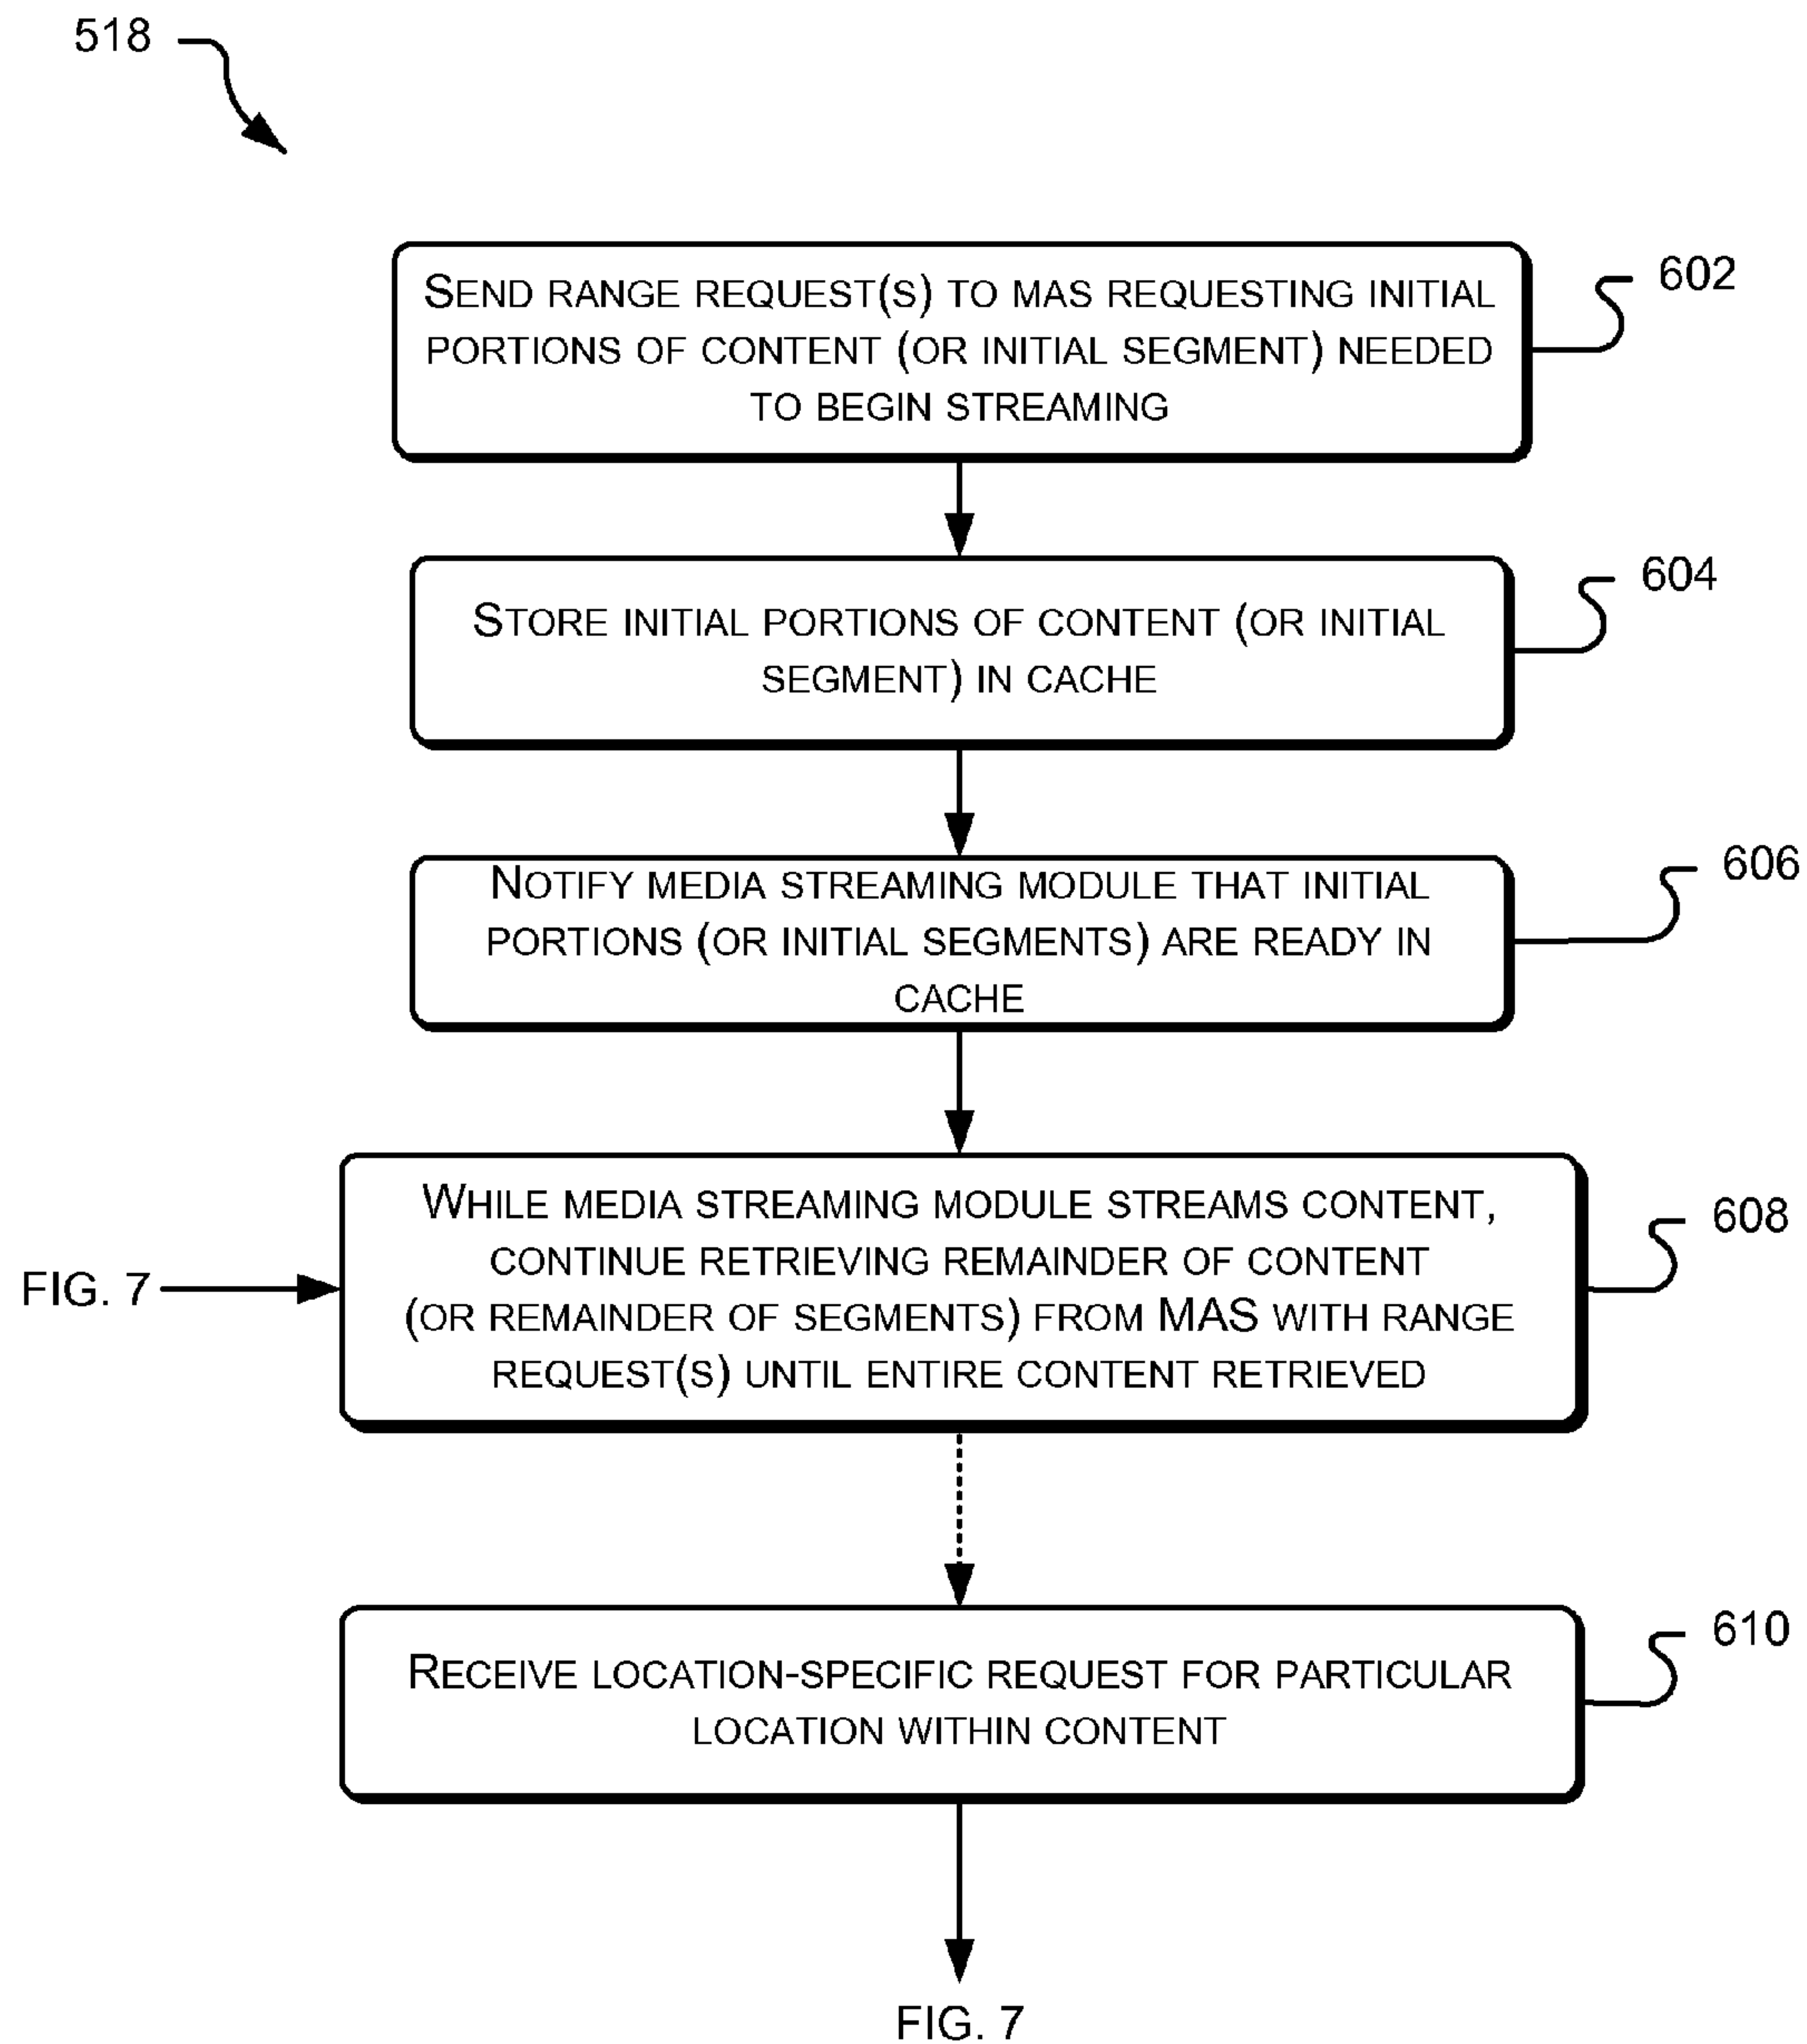 518
SEND RANGE REQUEST(S) TO MAS REQUESTING INITIAL
PORTIONS OF CONTENT (OR INITIAL SEGMENT) NEEDED
TO BEGIN STREAMING
602
STORE INITIAL PORTIONS OF CONTENT (OR INITIAL
SEGMENT) IN CACHE
604
NOTIFY MEDIA STREAMING MODULE THAT INITIAL
PORTIONS (OR INITIAL SEGMENTS) ARE READY IN
CACHE
606
WHILE MEDIA STREAMING MODULE STREAMS CONTENT,
CONTINUE RETRIEVING REMAINDER OF CONTENT
(OR REMAINDER OF SEGMENTS) FROM MAS WITH RANGE
REQUEST(S) UNTIL ENTIRE CONTENT RETRIEVED
608
FIG. 7
RECEIVE LOCATION-SPECIFIC REQUEST FOR PARTICULAR
LOCATION WITHIN CONTENT
610
FIG. 7